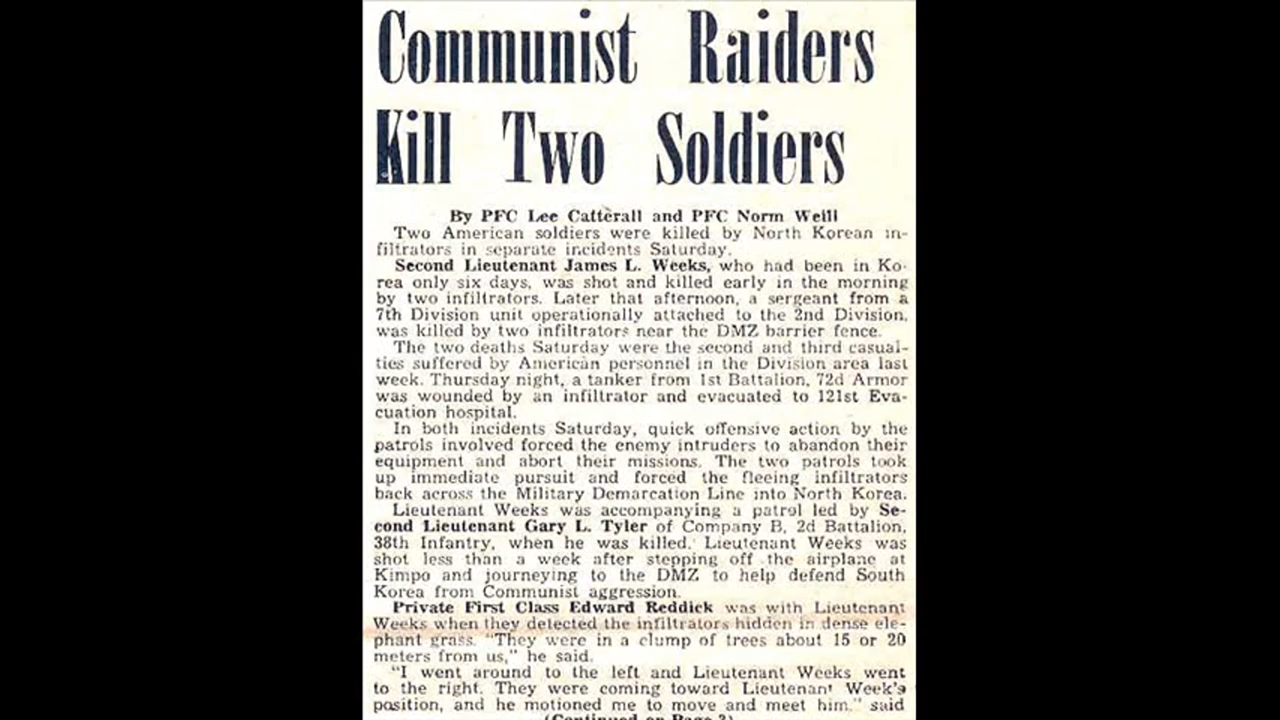 Communist Raiders
Kill Two Soldiers
By PFC Lee Catterall and PFC Norm Weill
Two American soldiers were killed by North Korean in-
filtrators in separate incidents Saturday.
Second Lieutenant James L. Weeks, who had been in Ko-
rea only six days, was shot and killed early in the morning
by two infiltrators. Later that afternoon, a sergeant from a
7th Division unit operationally attached to the 2nd Division,
was killed by two infiltrators near the DMZ barrier fence.
The two deaths Saturday were the second and third casual-
ties suffered by American personnel in the Division area last
week. Thursday night, a tanker from 1st Battalion, 72d Armor
was wounded by an infiltrator and evacuated to 121st Eva-
cuation hospital.
In both incidents Saturday, quick offensive action by the
patrols involved forced the enemy intruders to abandon their
equipment and abort their missions. The two patrols took
up immediate pursuit and forced the fleeing infiltrators
back across the Military Demarcation Line into North Korea.
Lieutenant Weeks was accompanying a patrol led by Se-
cond Lieutenant Gary L. Tyler of Company B, 2d Battalion,
38th Infantry, when he was killed. Lieutenant Weeks was
shot less than a week after stepping off the airplane at
Kimpo and journeying to the DMZ to help defend South
Korea from Communist aggression.
Private First Class Edward Reddick was with Lieutenant
Weeks when they detected the infiltrators hidden in dense ele-
phant grass. "They were in a clump of trees about 15 or 20
meters from us," he said.
"I went around to the left and Lieutenant Weeks went
to the right. They were coming toward Lieutenant Week's
position, and he motioned me to move and meet him." said
(Continued on Page 3)